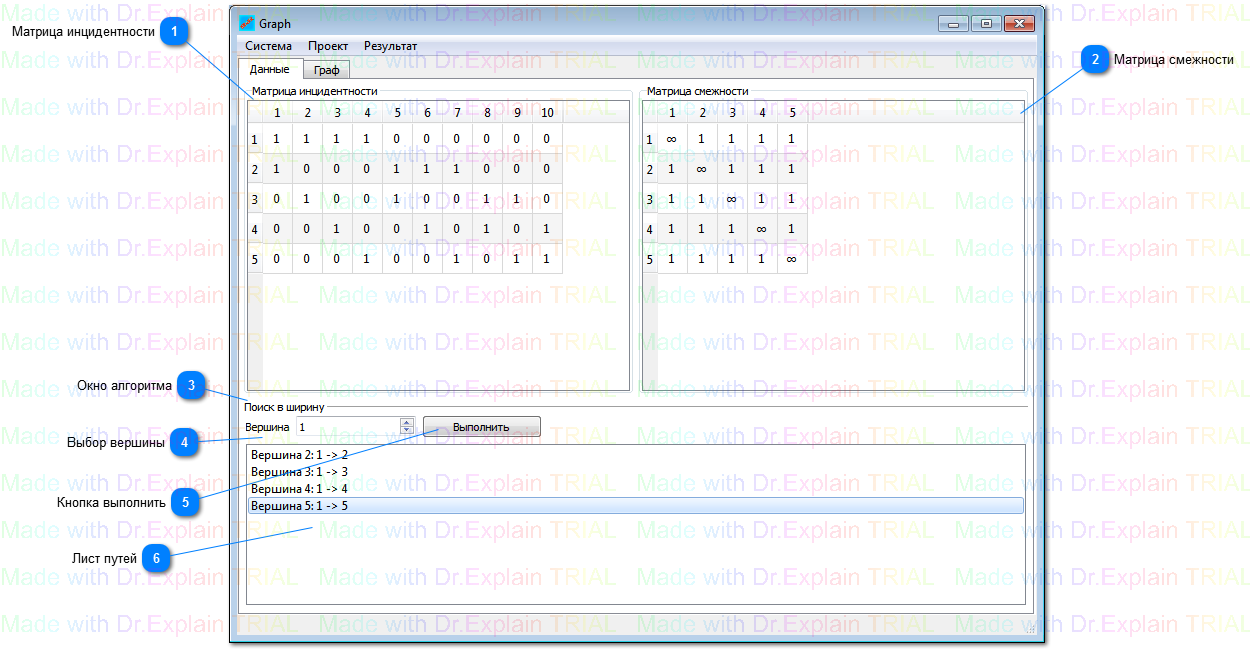 Матрица инцидентности 1
Graph
Система Проект Результат
2 Матрица смежности
Данные Граф
Матрица инцидентности
1 2 3 4 5 6 7 8 9 10
1 1 1 1 1 0 0 0 0 0 0
2 1 0 0 0 1 1 1 0 0 0
3 0 1 0 0 1 0 0 1 1 0
4 0 0 1 0 0 1 0 1 0 1
5 0 0 0 1 0 0 1 0 1 1
Матрица смежности
1 2 3 4 5
1 ∞ 1 1 1 1
2 1 ∞ 1 1 1
3 1 1 ∞ 1 1
4 1 1 1 ∞ 1
5 1 1 1 1 ∞
Окно алгоритма 3
Поиск в ширину
Вершина 1 Выполнить
Выбор вершины 4
Вершина 2: 1 -> 2
Вершина 3: 1 -> 3
Вершина 4: 1 -> 4
Вершина 5: 1 -> 5
Кнопка выполнить 5
Лист путей 6
Made with Dr.Explain TRIAL